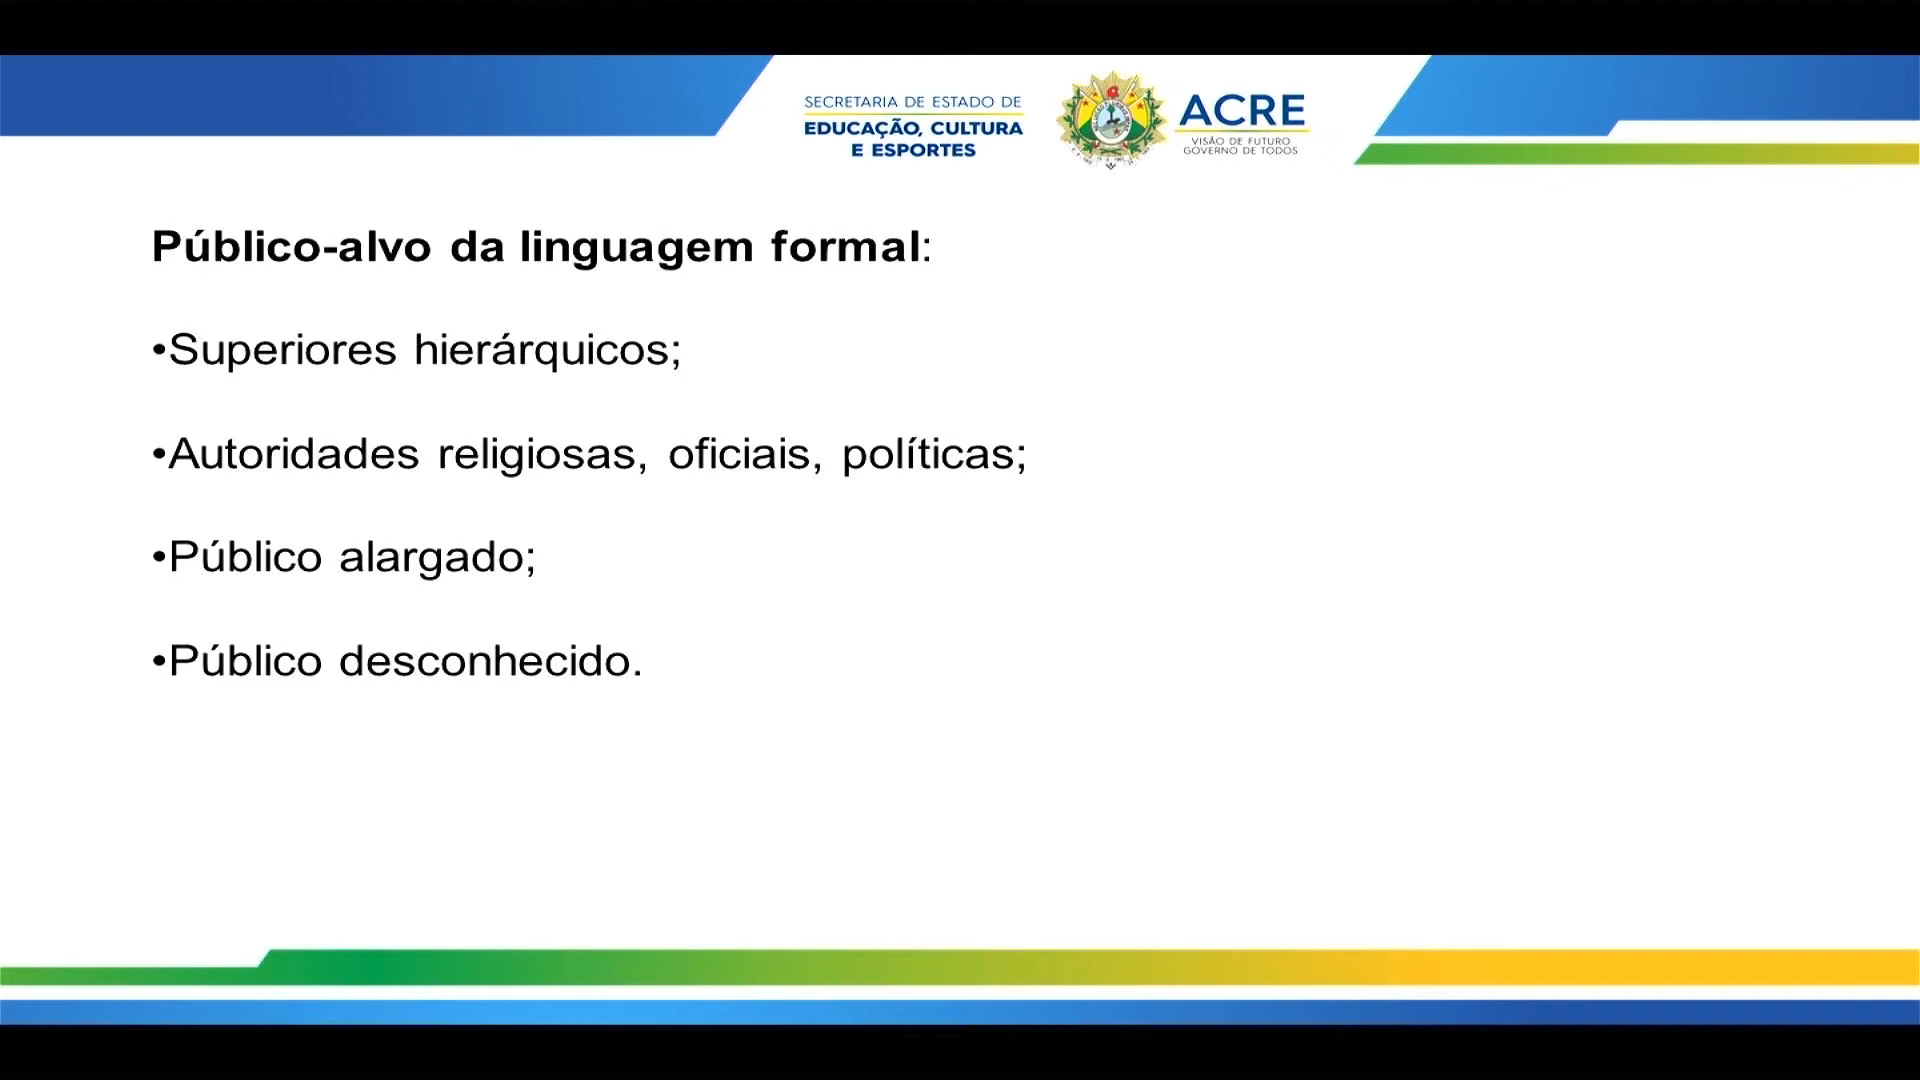 SECRETARIA DE ESTADO DE
EDUCAÇÃO, CULTURA
E ESPORTES
ACRE
VISÃO DE FUTURO
GOVERNO DE TODOS
Público-alvo da linguagem formal:
•Superiores hierárquicos;
•Autoridades religiosas, oficiais, políticas;
•Público alargado;
•Público desconhecido.